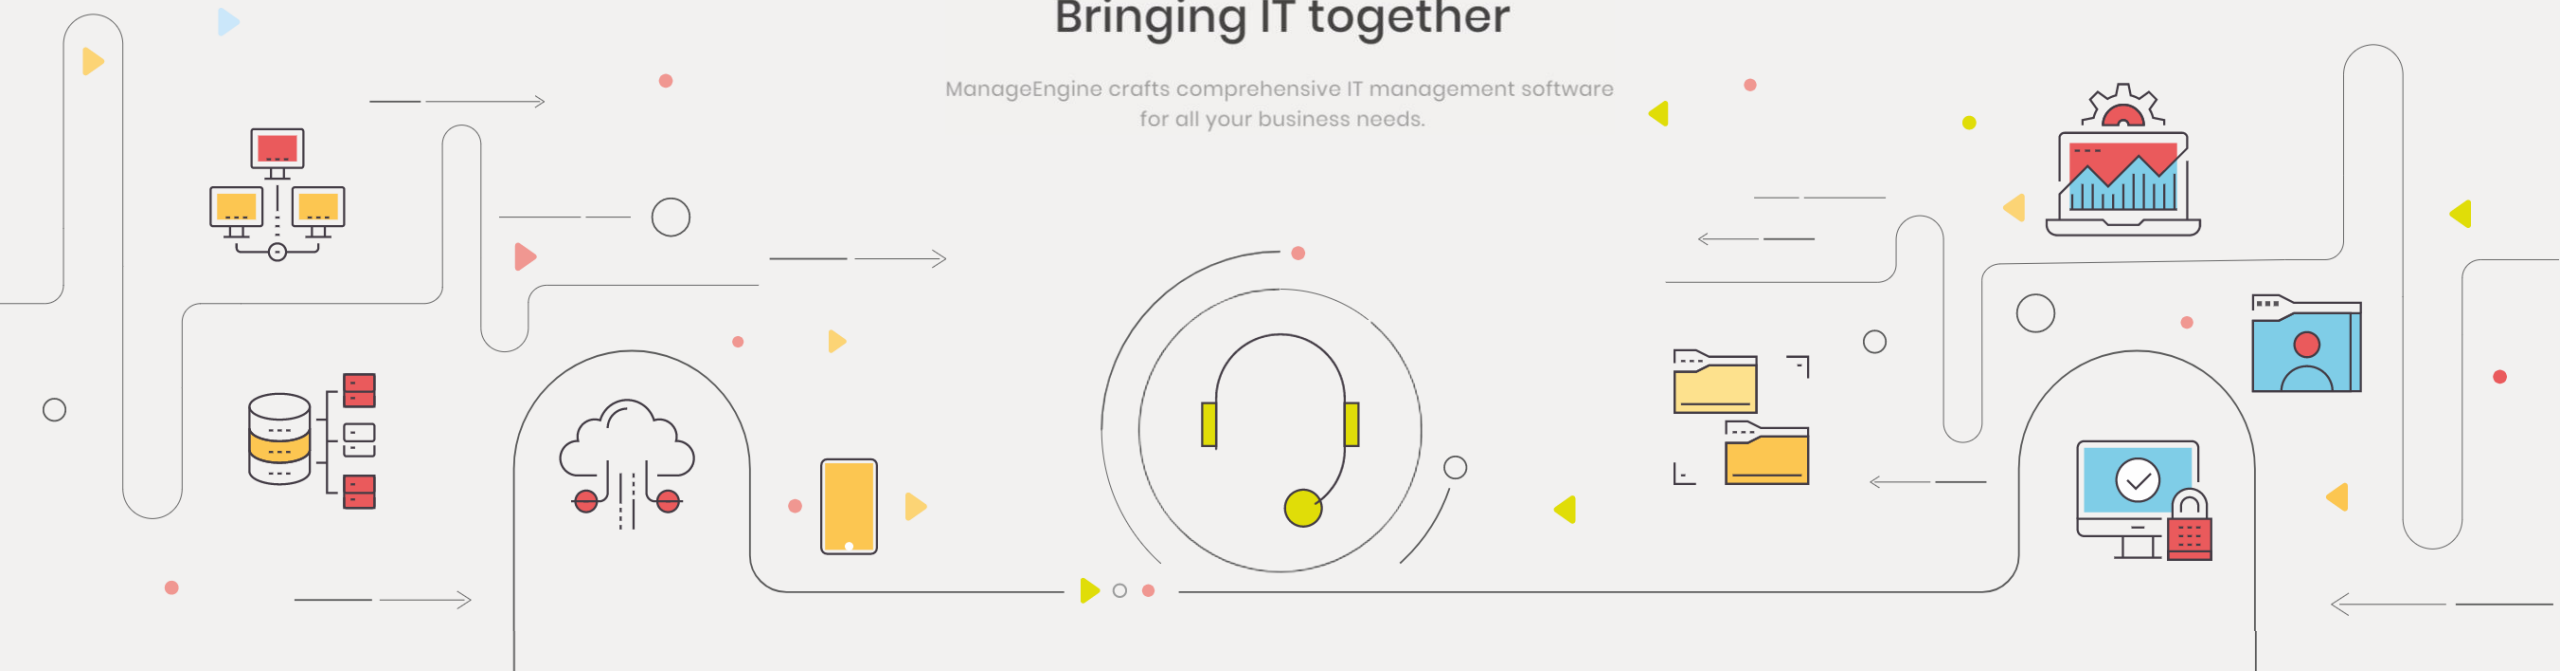 Bringing IT together
ManageEngine crafts comprehensive IT management software
for all your business needs.